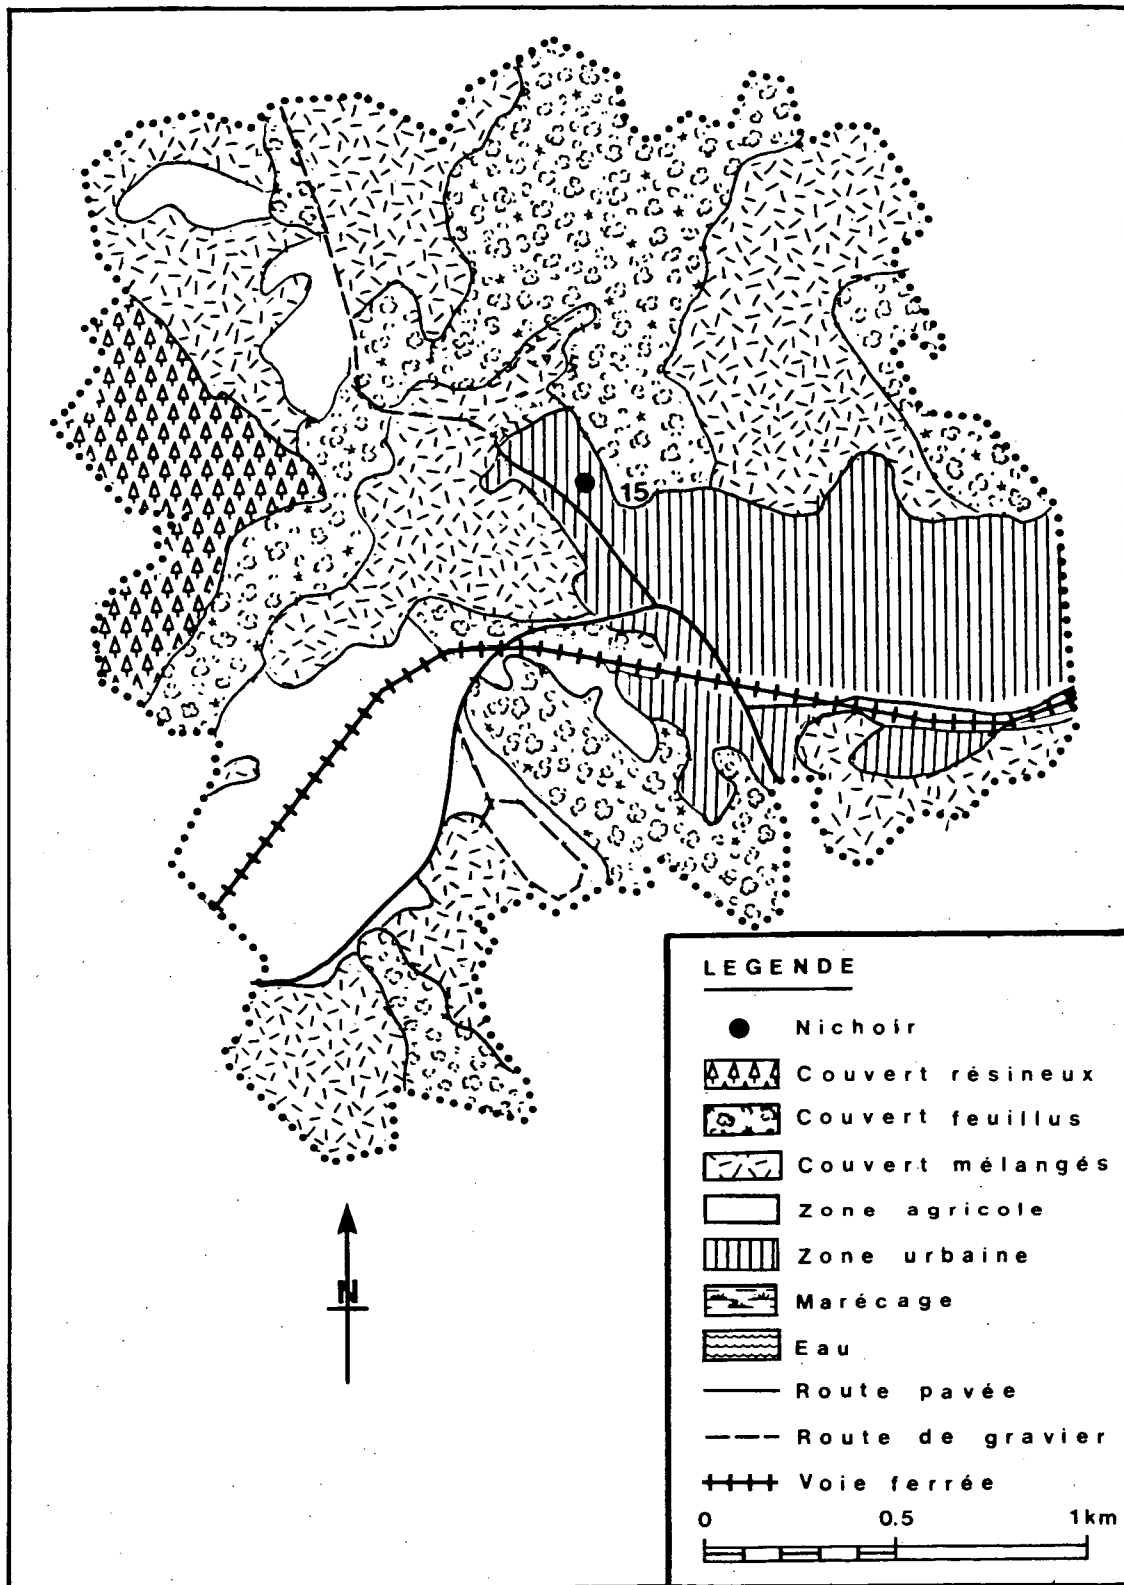 15
N
LEGENDE
Nichoir
Couvert résineux
Couvert feuillus
Couvert mélangés
Zone agricole
Zone urbaine
Marécage
Eau
Route pavée
Route de gravier
Voie ferrée
0 0.5 1km